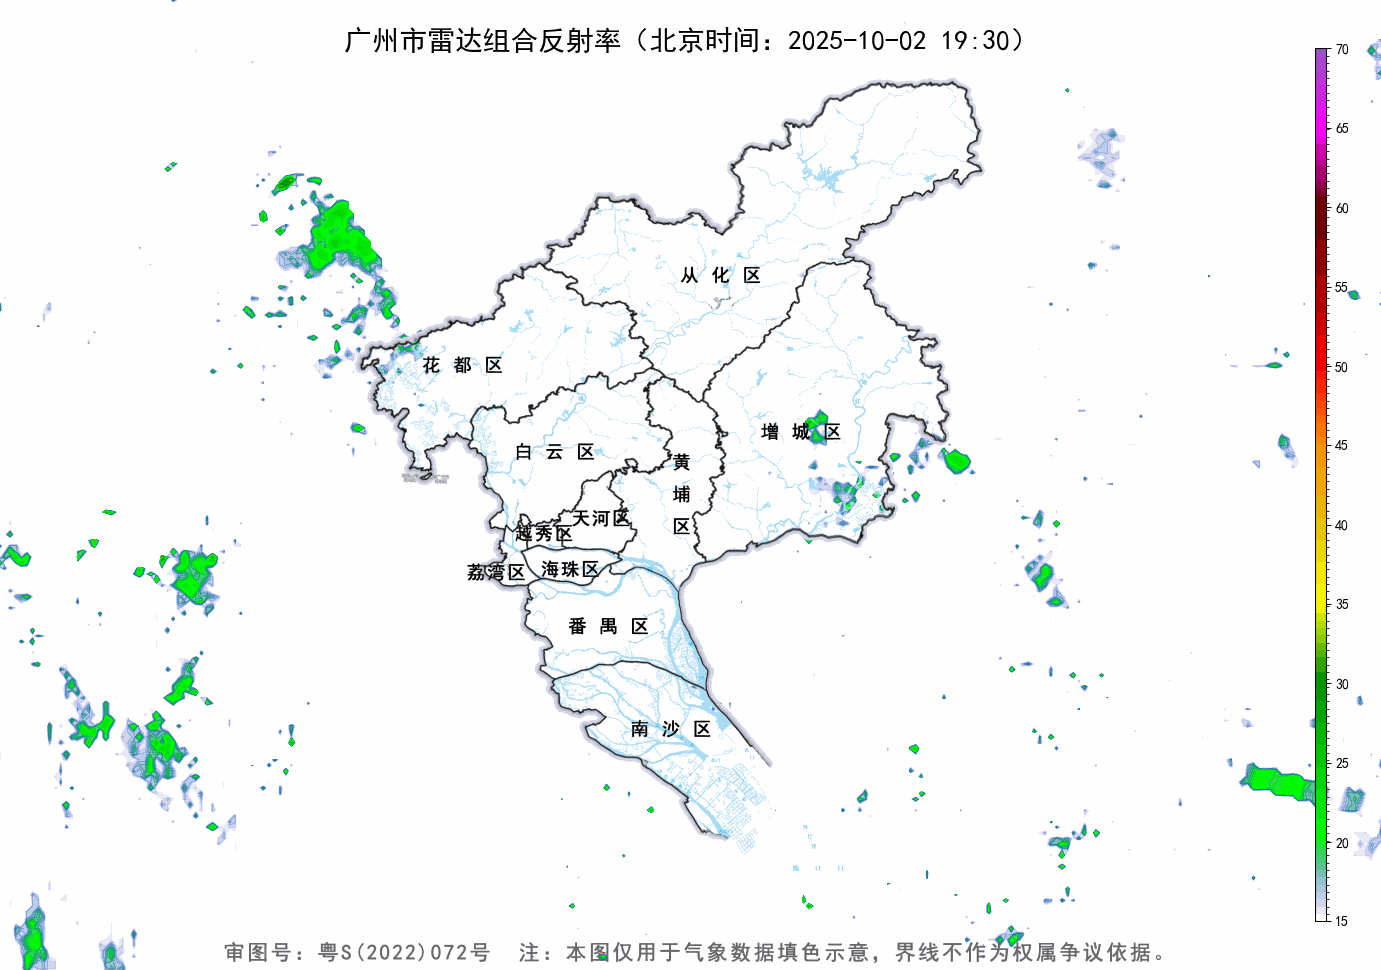 广州市雷达组合反射率（北京时间：2025-10-02 19:30）
70
65
60
55
50
45
40
35
30
25
20
15
从化区
花都区
增城区
白云区
黄埔区
天河区
越秀区
荔湾区
海珠区
番禺区
南沙区
审图号：粤S(2022)072号 注：本图仅用于气象数据填色示意，界线不作为权属争议依据。